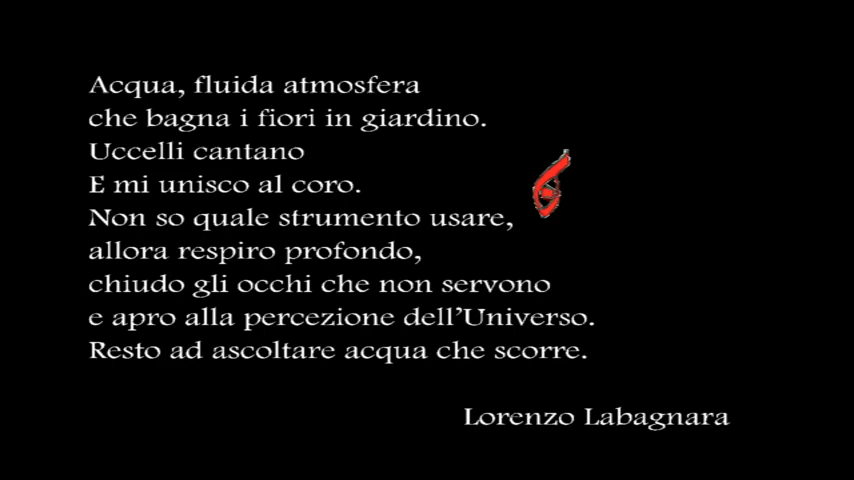 Acqua, fluida atmosfera
che bagna i fiori in giardino.
Uccelli cantano
E mi unisco al coro.
Non so quale strumento usare,
allora respiro profondo,
chiudo gli occhi che non servono
e apro alla percezione dell'Universo.
Resto ad ascoltare acqua che scorre.
Lorenzo Labagnara